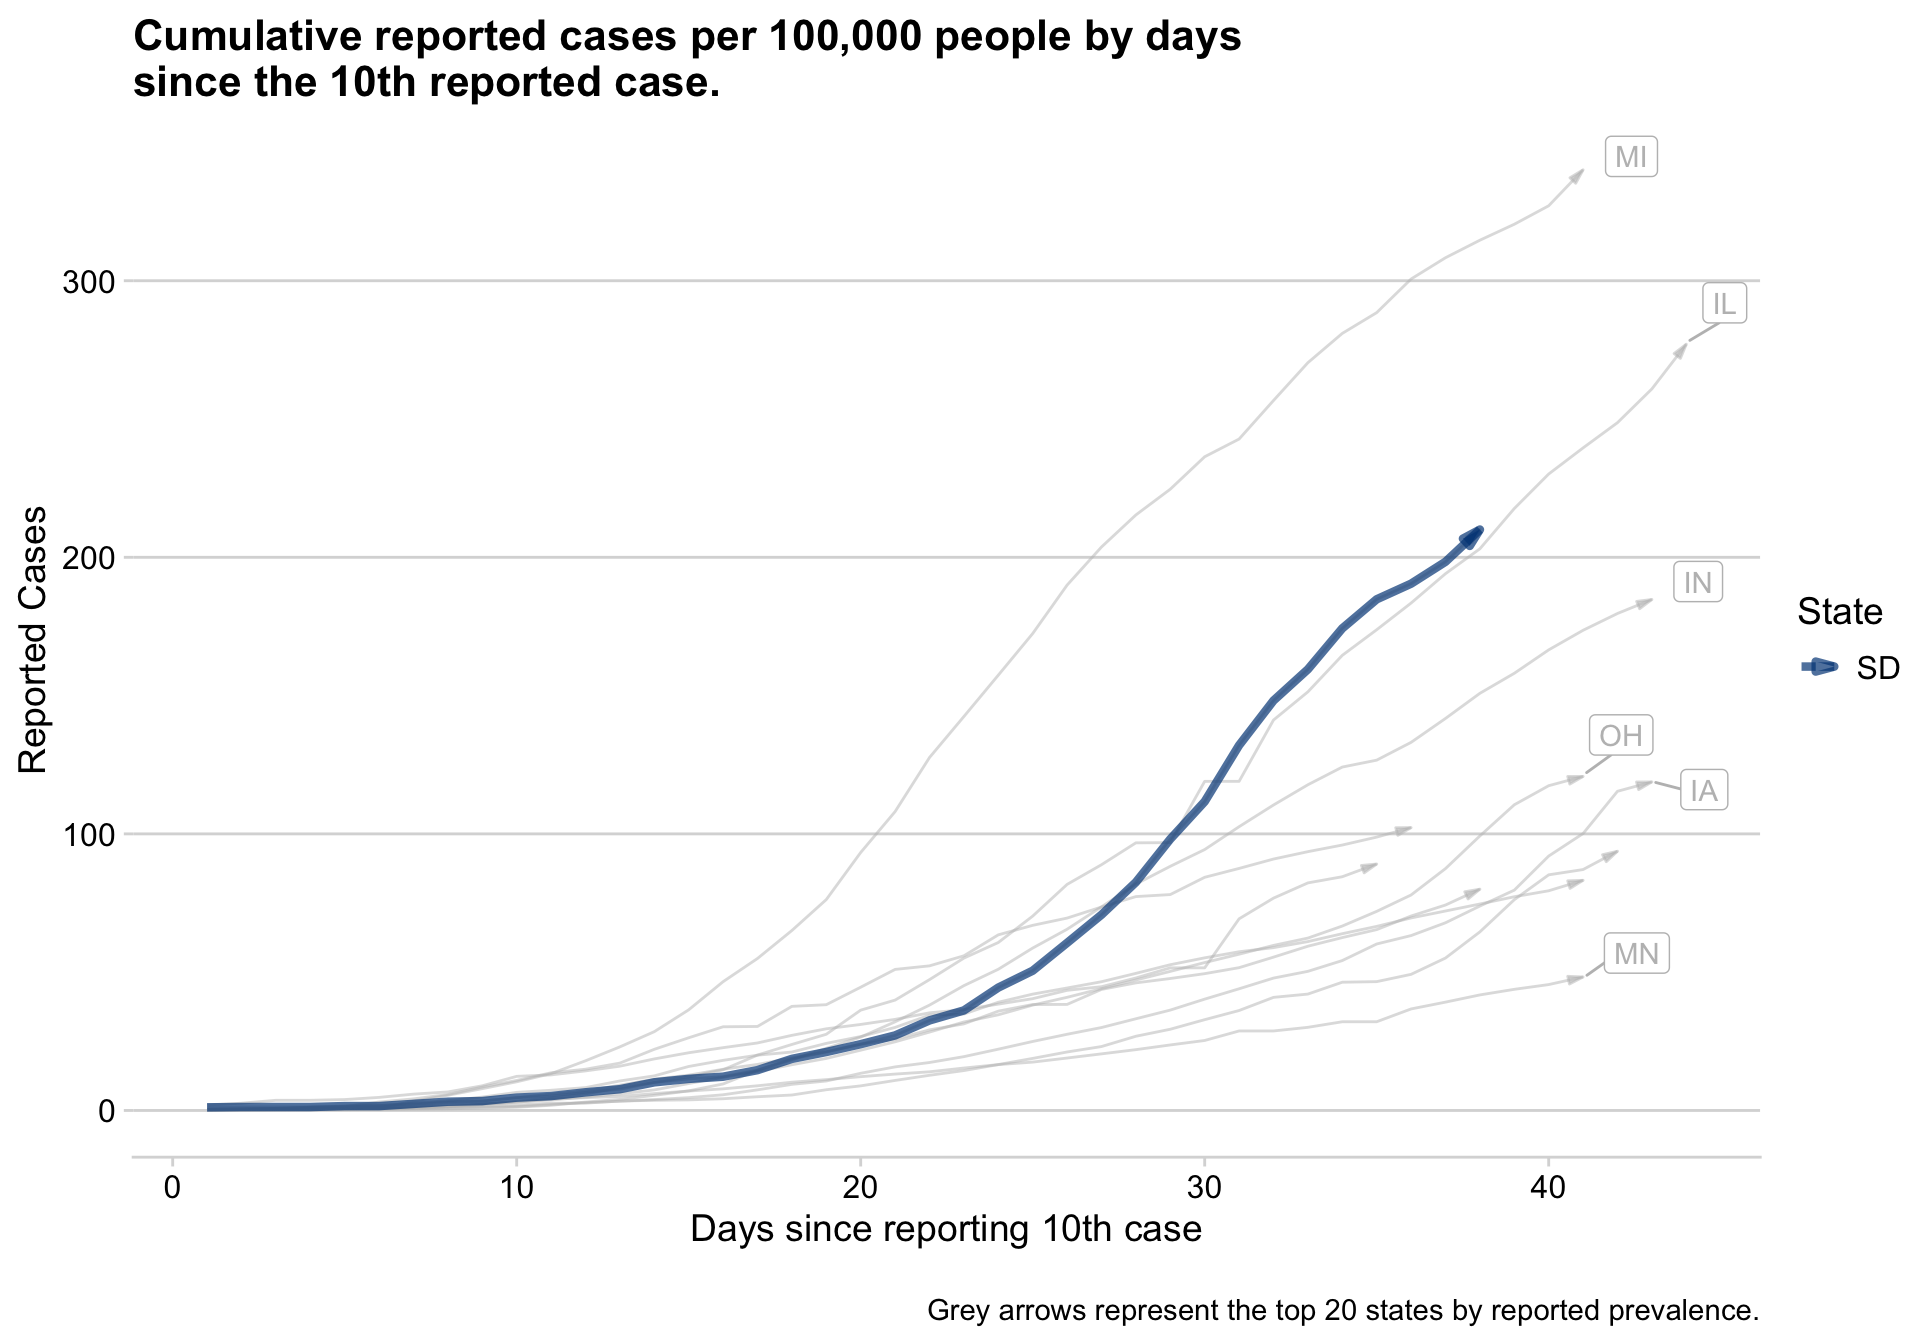 Cumulative reported cases per 100,000 people by days
since the 10th reported case.
MI
300
IL
200
IN
Reported Cases
State
SD
OH
IA
100
MN
0
0 10 20 30 40
Days since reporting 10th case
Grey arrows represent the top 20 states by reported prevalence.